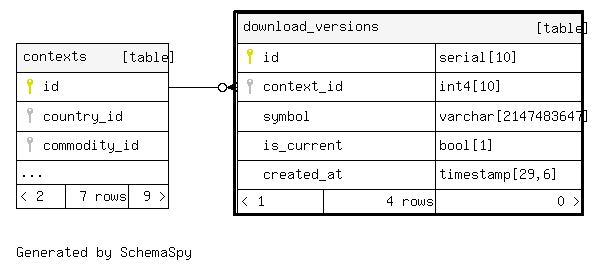 contexts [table]
id
country_id
commodity_id
...
< 2 7 rows 9 >
download_versions [table]
id serial[10]
context_id int4[10]
symbol varchar[2147483647]
is_current bool[1]
created_at timestamp[29,6]
< 1 4 rows 0 >
Generated by SchemaSpy